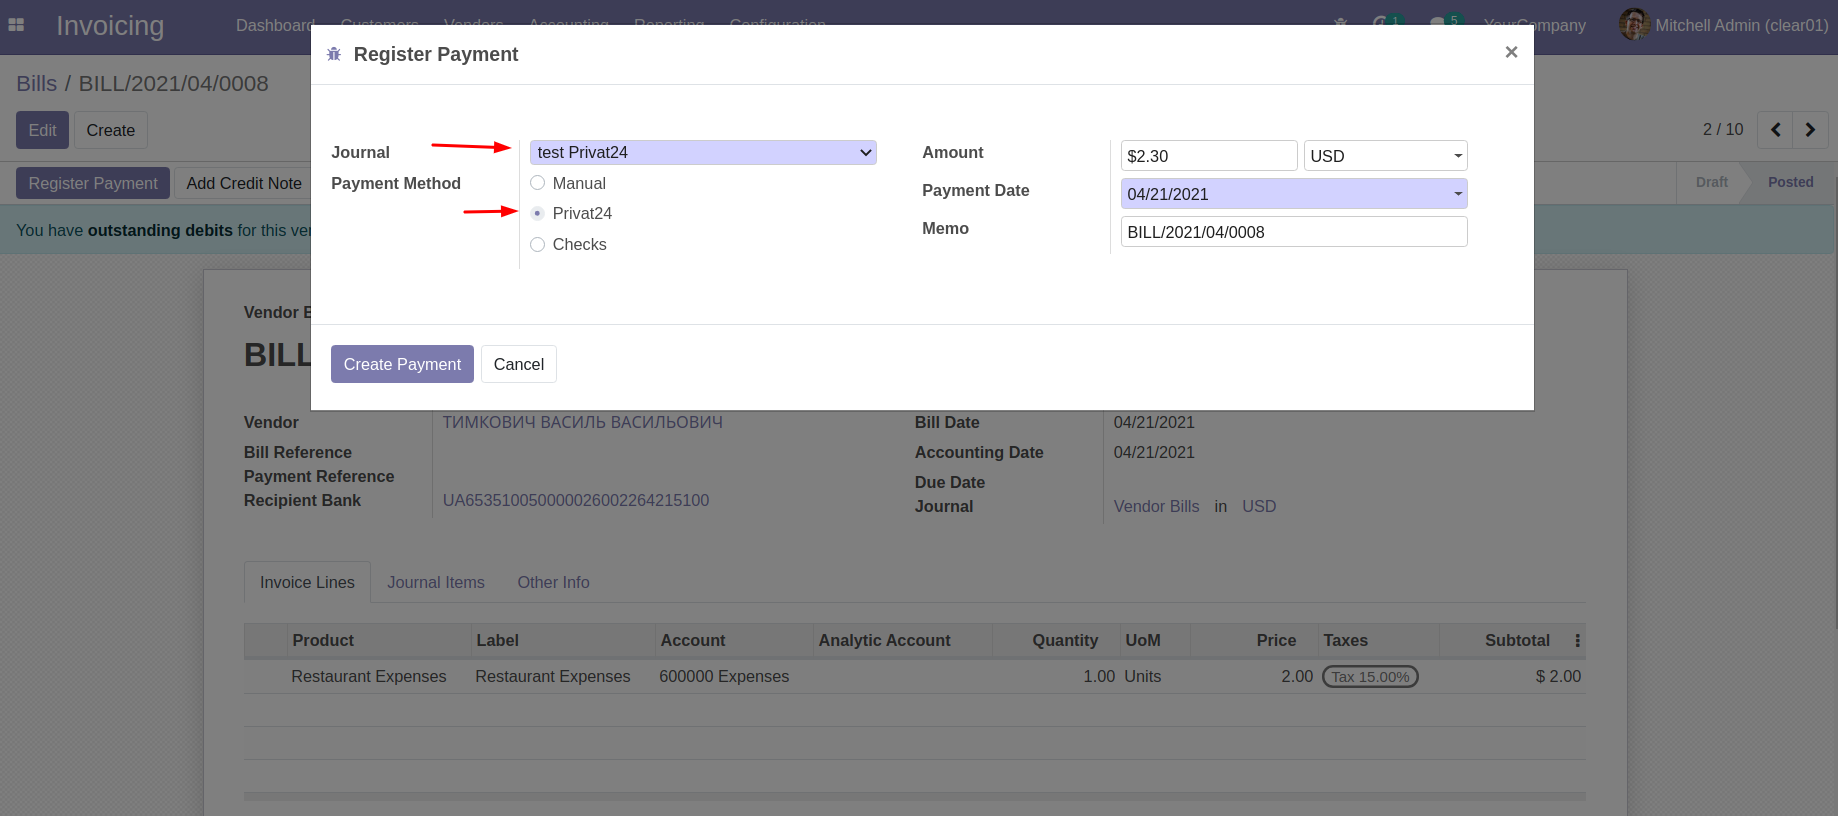 Invoicing Dashboard Customers Vendors Accounting Reporting Configuration 1 5 YourCompany Mitchell Admin (clear01)
Register Payment ×
Bills / BILL/2021/04/0008
Edit Create 2 / 10
Journal test Privat24 Amount $2.30 USD
Register Payment Add Credit Note Payment Method Manual Payment Date 04/21/2021 Draft Posted
Privat24
You have outstanding debits for this Memo BILL/2021/04/0008
Checks
Vendor
BILL
Create Payment Cancel
Vendor ТИМКОВИЧ ВАСИЛЬ ВАСИЛЬОВИЧ Bill Date 04/21/2021
Bill Reference Accounting Date 04/21/2021
Payment Reference Due Date
Recipient Bank UA653510050000026002264215100 Journal Vendor Bills in USD
Invoice Lines Journal Items Other Info
Product Label Account Analytic Account Quantity UoM Price Taxes Subtotal
Restaurant Expenses Restaurant Expenses 600000 Expenses 1.00 Units 2.00 Tax 15.00% $ 2.00